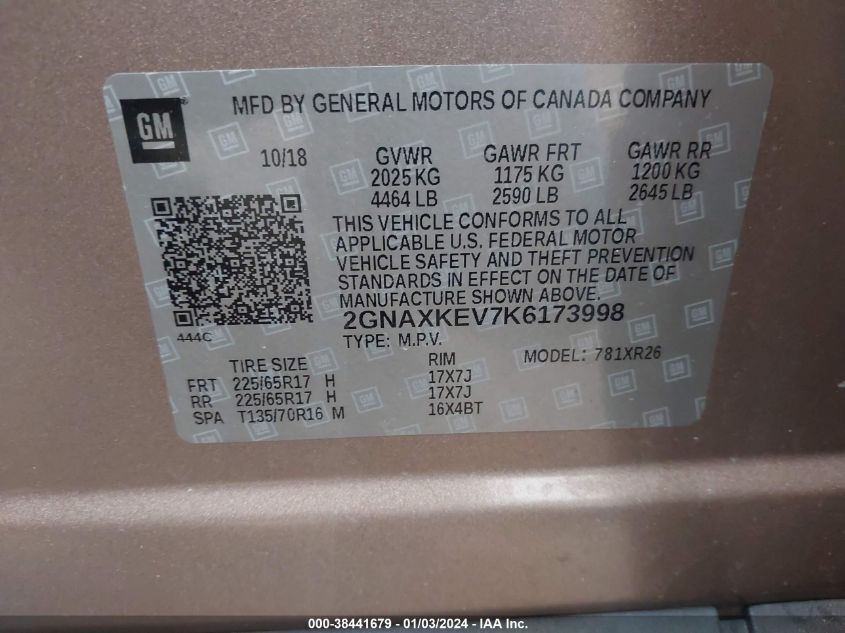 GM
MFD BY GENERAL MOTORS OF CANADA COMPANY
10/18 GVWR GAWR FRT GAWR RR
2025 KG 1175 KG 1200 KG
4464 LB 2590 LB 2645 LB
THIS VEHICLE CONFORMS TO ALL
APPLICABLE U.S. FEDERAL MOTOR
VEHICLE SAFETY AND THEFT PREVENTION
STANDARDS IN EFFECT ON THE DATE OF
MANUFACTURE SHOWN ABOVE.
2GNAXKEV7K6173998
444C
TYPE: M.P.V. MODEL: 781XR26
TIRE SIZE RIM
FRT 225/65R17 H 17X7J
RR 225/65R17 H 17X7J
SPA T135/70R16 M 16X4BT
000-38441679 - 01/03/2024 - IAA Inc.